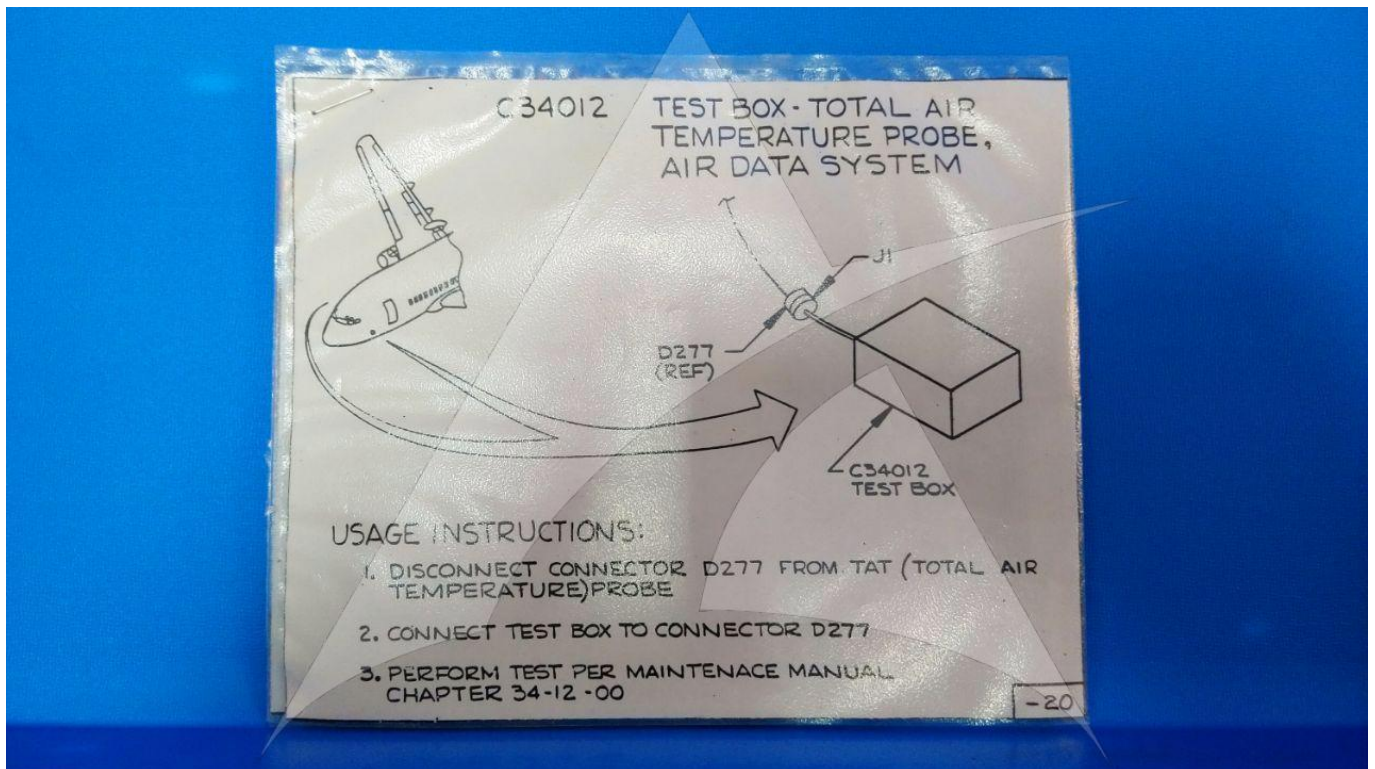 C34012 TEST BOX - TOTAL AIR
TEMPERATURE PROBE,
AIR DATA SYSTEM
J1
D277
(REF)
C34012
TEST BOX
USAGE INSTRUCTIONS:
1. DISCONNECT CONNECTOR D277 FROM TAT (TOTAL AIR
TEMPERATURE)PROBE
2. CONNECT TEST BOX TO CONNECTOR D277
3. PERFORM TEST PER MAINTENACE MANUAL
CHAPTER 34-12-00
-20